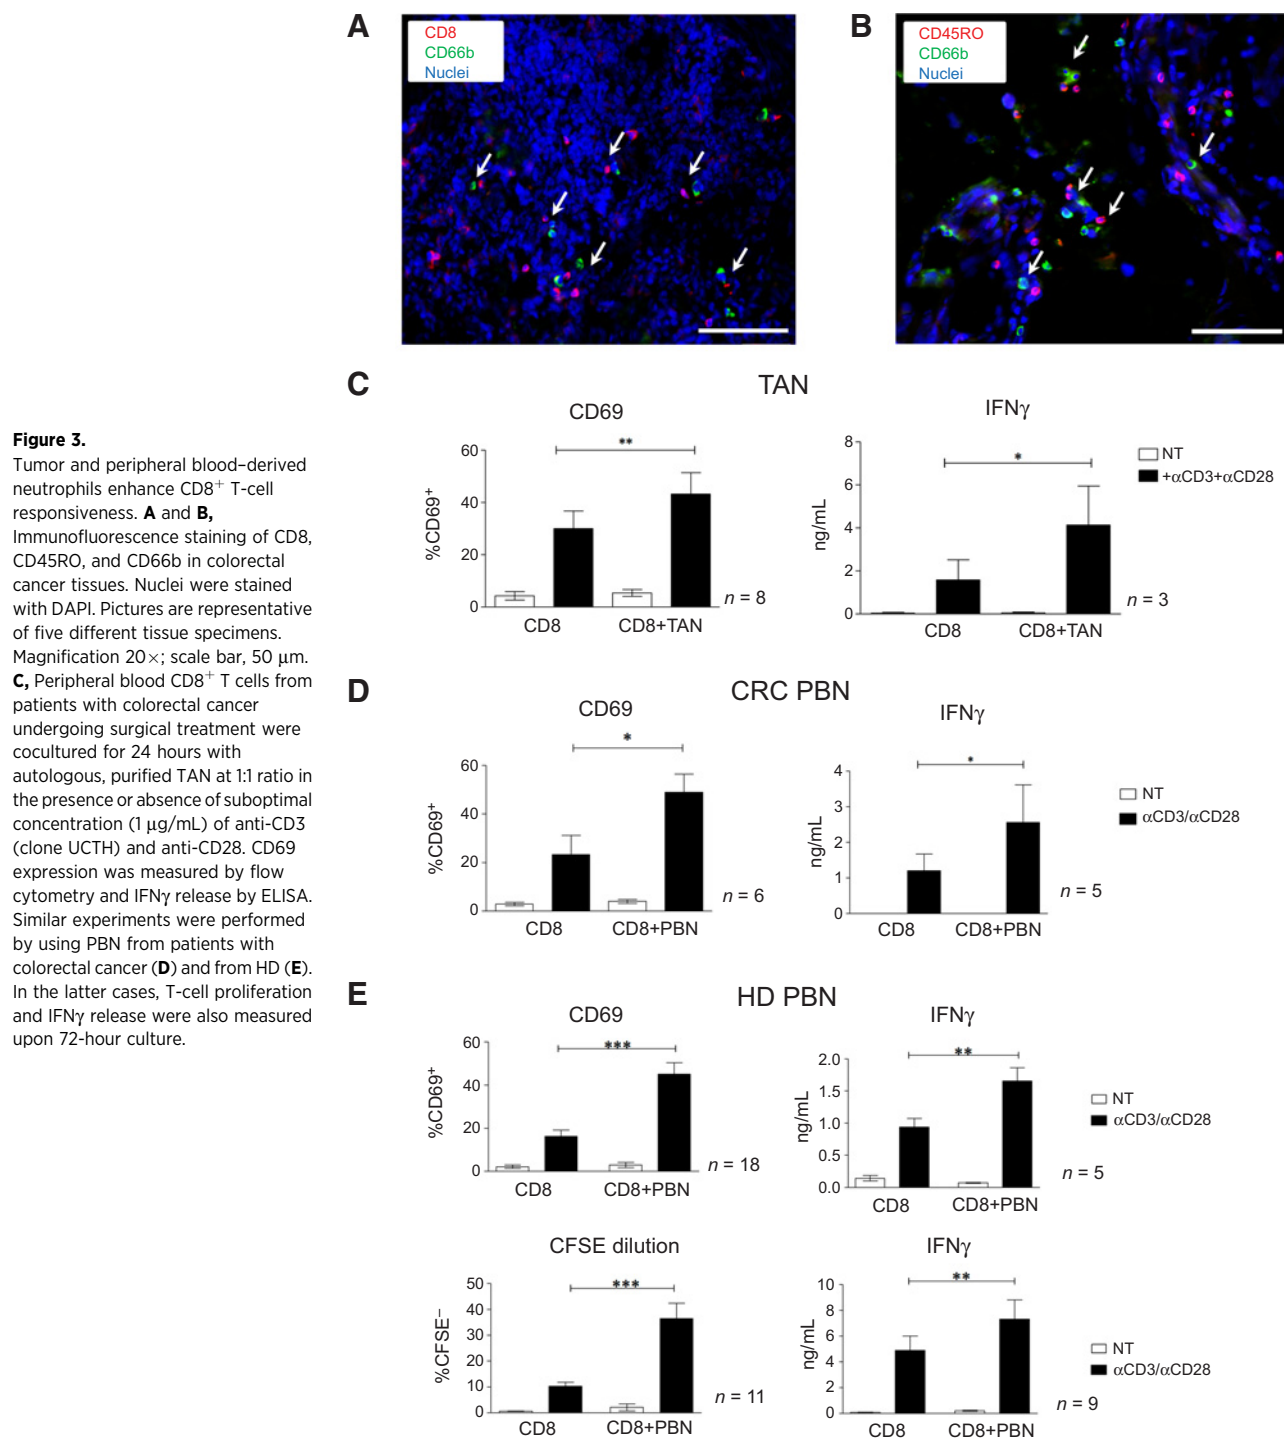 A
CD8
CD66b
Nuclei
B
CD45RO
CD66b
Nuclei
Figure 3.
Tumor and peripheral blood–derived
neutrophils enhance CD8+ T-cell
responsiveness. A and B,
Immunofluorescence staining of CD8,
CD45RO, and CD66b in colorectal
cancer tissues. Nuclei were stained
with DAPI. Pictures are representative
of five different tissue specimens.
Magnification 20×; scale bar, 50 μm.
C, Peripheral blood CD8+ T cells from
patients with colorectal cancer
undergoing surgical treatment were
cocultured for 24 hours with
autologous, purified TAN at 1:1 ratio in
the presence or absence of suboptimal
concentration (1 μg/mL) of anti-CD3
(clone UCTH) and anti-CD28. CD69
expression was measured by flow
cytometry and IFNγ release by ELISA.
Similar experiments were performed
by using PBN from patients with
colorectal cancer (D) and from HD (E).
In the latter cases, T-cell proliferation
and IFNγ release were also measured
upon 72-hour culture.
C
TAN
CD69
%CD69+
60
40
20
0
**
CD8
CD8+TAN
n = 8
IFNγ
ng/mL
8
6
4
2
0
*
CD8
CD8+TAN
n = 3
NT
+αCD3+αCD28
D
CRC PBN
CD69
%CD69+
60
40
20
0
*
CD8
CD8+PBN
n = 6
IFNγ
ng/mL
4
3
2
1
0
*
CD8
CD8+PBN
n = 5
NT
αCD3/αCD28
E
HD PBN
CD69
%CD69+
60
40
20
0
***
CD8
CD8+PBN
n = 18
IFNγ
ng/mL
2.0
1.5
1.0
0.5
0.0
**
CD8
CD8+PBN
n = 5
NT
αCD3/αCD28
CFSE dilution
%CFSE–
50
40
30
20
10
0
***
CD8
CD8+PBN
n = 11
IFNγ
ng/mL
10
8
6
4
2
0
**
CD8
CD8+PBN
n = 9
NT
αCD3/αCD28